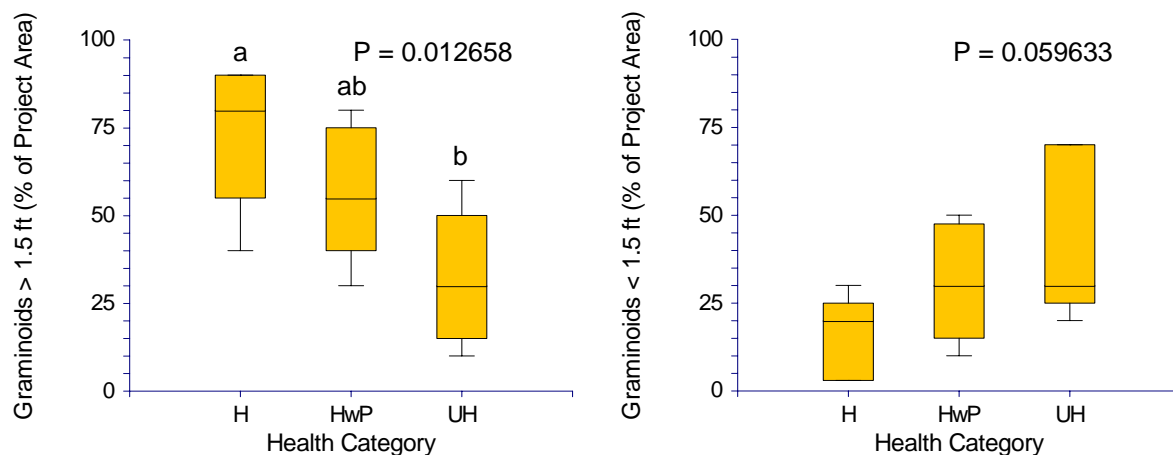 Graminoids > 1.5 ft (% of Project Area)
100
75
50
25
0
a
ab
b
P = 0.012658
H HwP UH
Health Category
Graminoids < 1.5 ft (% of Project Area)
100
75
50
25
0
P = 0.059633
H HwP UH
Health Category